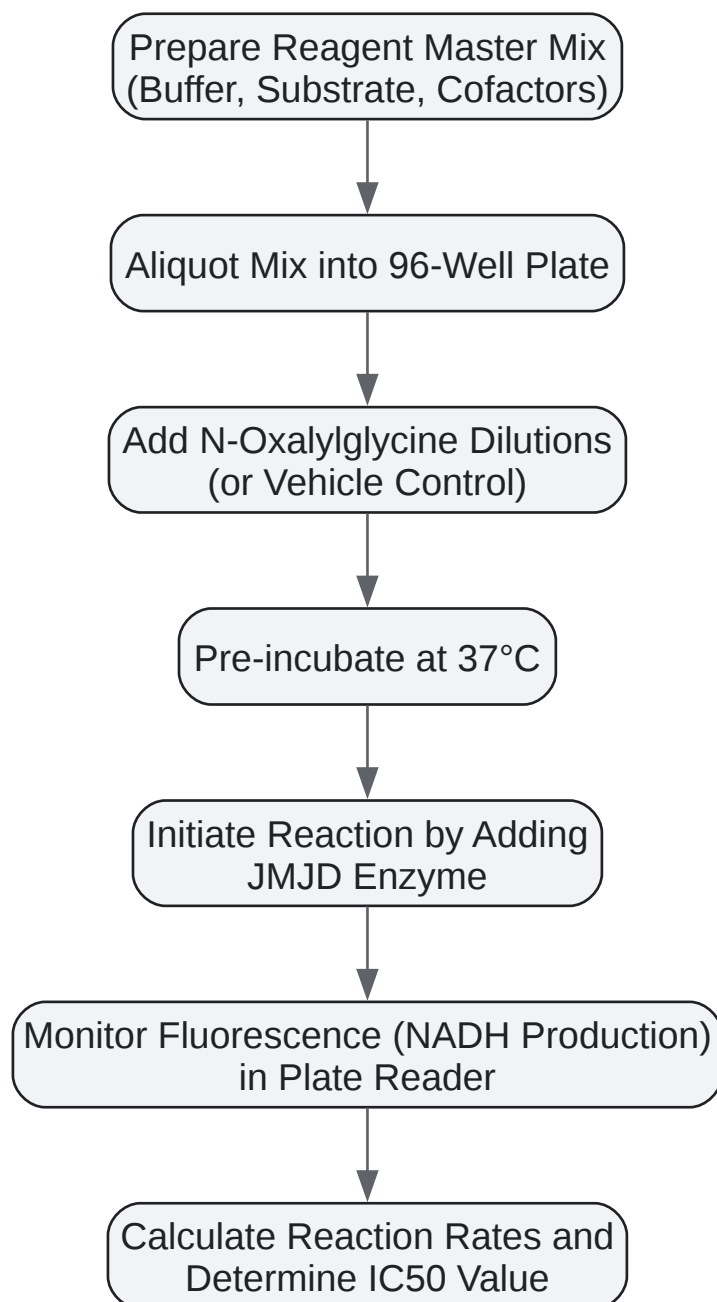 Prepare Reagent Master Mix
(Buffer, Substrate, Cofactors)
Aliquot Mix into 96-Well Plate
Add N-Oxalylglycine Dilutions
(or Vehicle Control)
Pre-incubate at 37°C
Initiate Reaction by Adding
JMJD Enzyme
Monitor Fluorescence (NADH Production)
in Plate Reader
Calculate Reaction Rates and
Determine IC50 Value